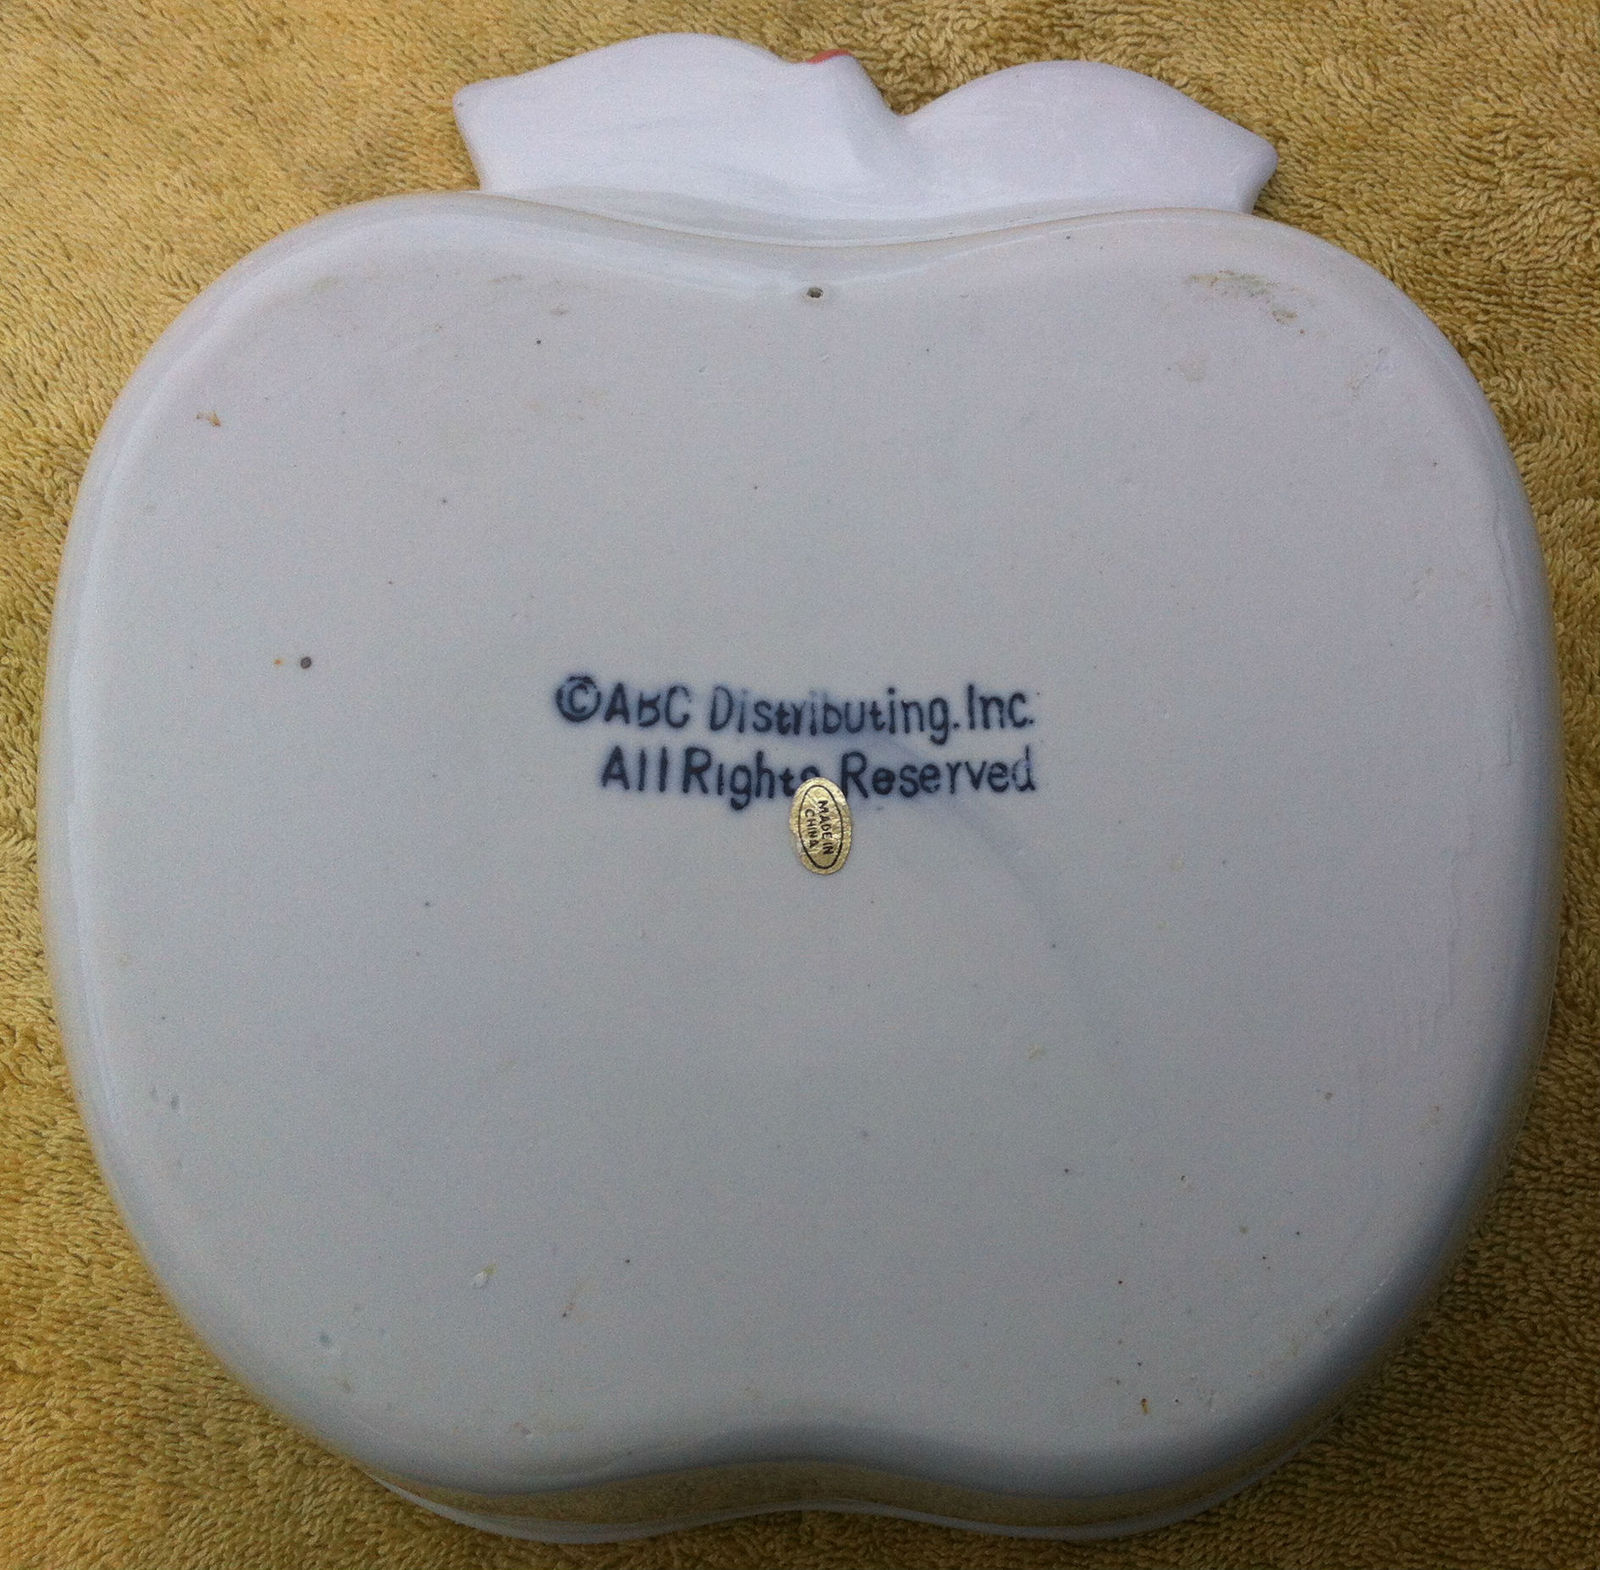 ©ABC Distributing. Inc.
All Rights Reserved
MADE IN
CHINA